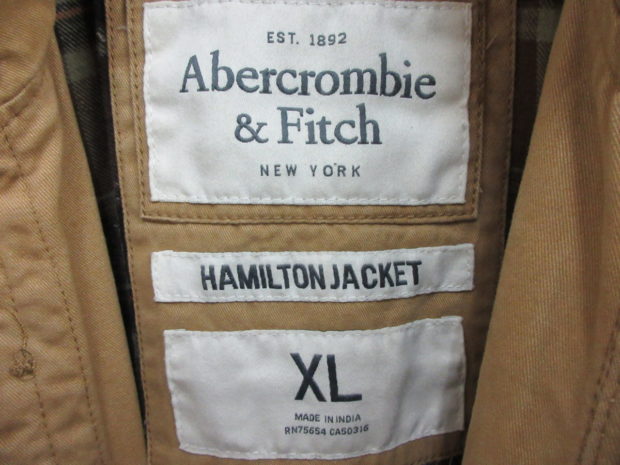 EST. 1892
Abercrombie
& Fitch
NEW YORK
HAMILTON JACKET
XL
MADE IN INDIA
RN75654 CA50316